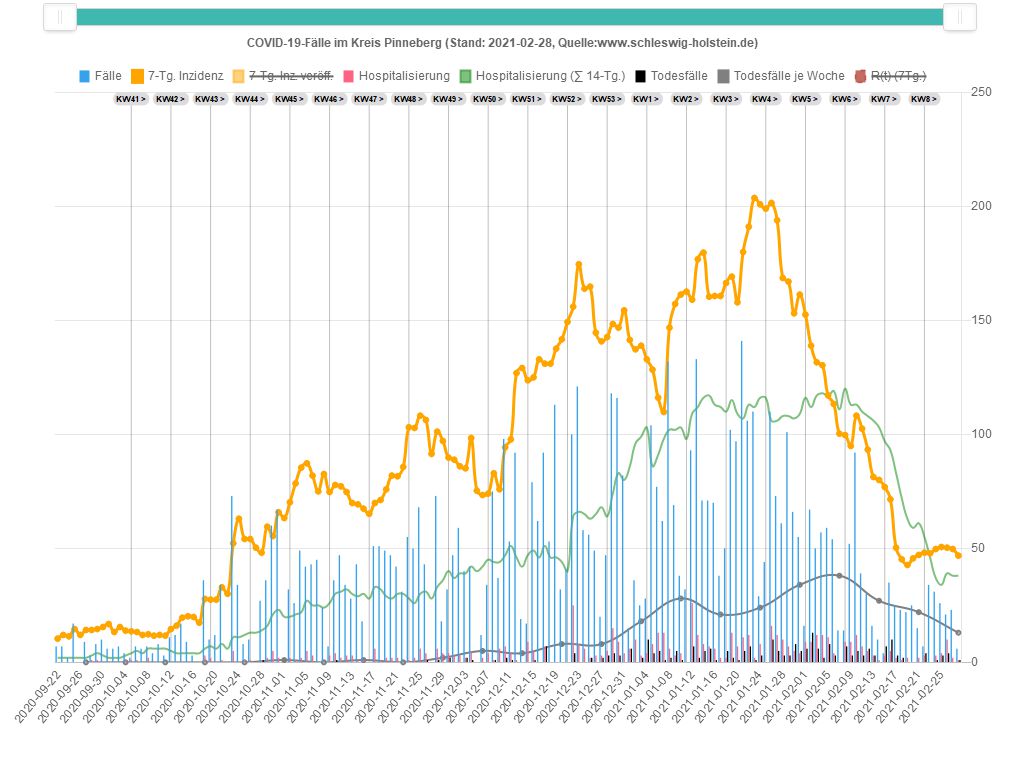 COVID-19-Fälle im Kreis Pinneberg (Stand: 2021-02-28, Quelle:www.schleswig-holstein.de)
Fälle 7-Tg. Inzidenz 7-Tg. Inz. veröff. Hospitalisierung Hospitalisierung (∑ 14-Tg.) Todesfälle Todesfälle je Woche R(t) (7Tg.)
KW41 > KW42 > KW43 > KW44 > KW45 > KW46 > KW47 > KW48 > KW49 > KW50 > KW51 > KW52 > KW53 > KW1 > KW2 > KW3 > KW4 > KW5 > KW6 > KW7 > KW8 >
250
200
150
100
50
0
2020-09-22 2020-09-26 2020-09-30 2020-10-04 2020-10-08 2020-10-12 2020-10-16 2020-10-20 2020-10-24 2020-10-28 2020-11-01 2020-11-05 2020-11-09 2020-11-13 2020-11-17 2020-11-21 2020-11-25 2020-11-29 2020-12-03 2020-12-07 2020-12-11 2020-12-15 2020-12-19 2020-12-23 2020-12-27 2020-12-31 2021-01-04 2021-01-08 2021-01-12 2021-01-16 2021-01-20 2021-01-24 2021-01-28 2021-02-01 2021-02-05 2021-02-09 2021-02-13 2021-02-17 2021-02-21 2021-02-25